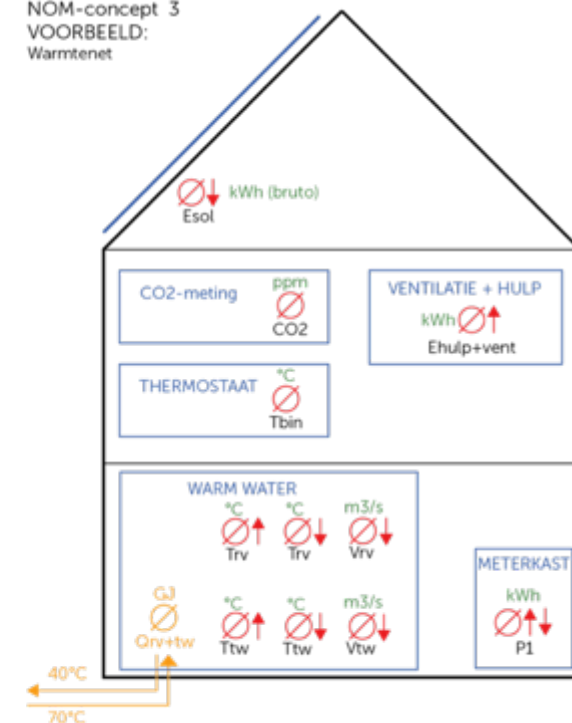 NOM-concept 3
VOORBEELD:
Warmtenet
kWh (bruto)
Esol
CO2-meting
ppm
CO2
VENTILATIE + HULP
kWh
Ehulp+vent
THERMOSTAAT
°C
Tbin
WARM WATER
°C °C m3/s
Trv Trv Vrv
GJ
Qrv+tw
°C °C m3/s
Ttw Ttw Vtw
METERKAST
kWh
P1
40°C
70°C